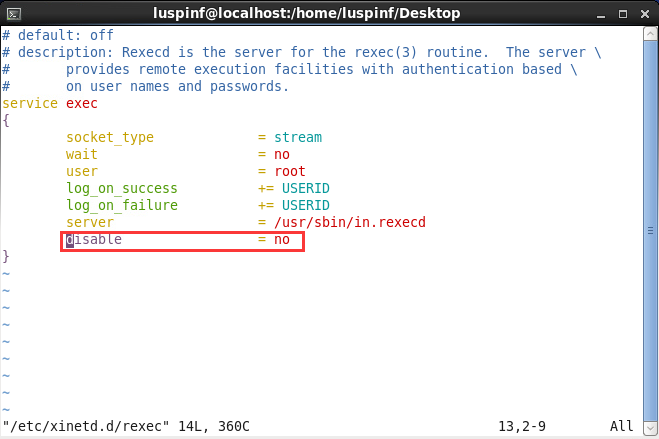 luspinf@localhost:/home/luspinf/Desktop
# default: off
# description: Rexecd is the server for the rexec(3) routine.  The server \
#       provides remote execution facilities with authentication based \
#       on user names and passwords.
service exec
{
        socket_type             = stream
        wait                    = no
        user                    = root
        log_on_success          += USERID
        log_on_failure          += USERID
        server                  = /usr/sbin/in.rexecd
        disable                 = no
}
~
~
~
~
~
~
~
~
~
"/etc/xinetd.d/rexec" 14L, 360C                               13,2-9        All